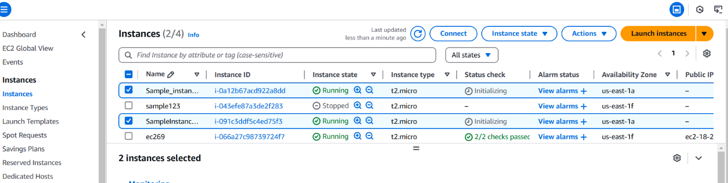 Instances (2/4) Info
Last updated
less than a minute ago
Connect
Instance state
Actions
Launch instances
Find Instance by attribute or tag (case-sensitive)
All states
1
Dashboard
EC2 Global View
Events
Instances
Instances
Instance Types
Launch Templates
Spot Requests
Savings Plans
Reserved Instances
Dedicated Hosts
Name Instance ID Instance state Instance type Status check Alarm status Availability Zone Public IP
Sample_instan... i-0a12b67acd922a8dd Running t2.micro Initializing View alarms + us-east-1a –
sample123 i-043efe87a3de2f283 Stopped t2.micro – View alarms + us-east-1f –
SampleInstanc... i-091c3ddf5c4ed75f3 Running t2.micro Initializing View alarms + us-east-1a –
ec269 i-066a27c98739724f7 Running t2.micro 2/2 checks passed View alarms + us-east-1f ec2-18-2
2 instances selected